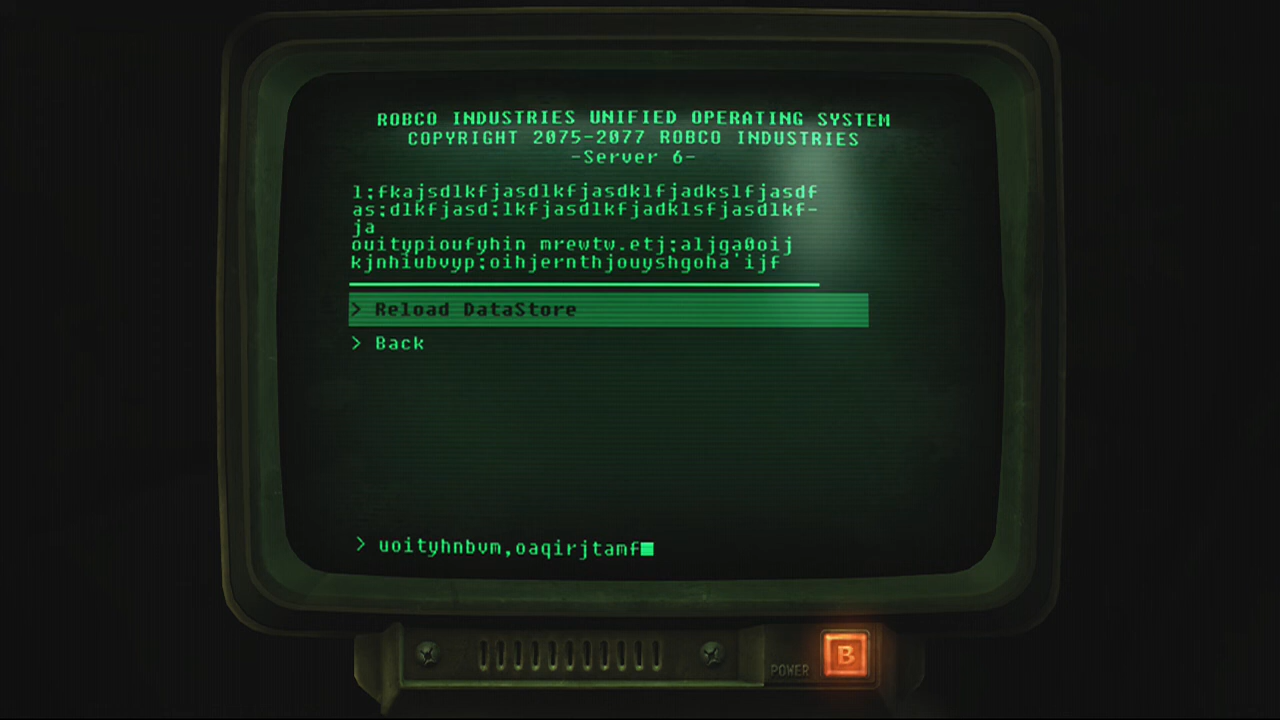 ROBCO INDUSTRIES UNIFIED OPERATING SYSTEM
COPYRIGHT 2075-2077 ROBCO INDUSTRIES
-Server 6-
l;fkajsdlkfjasdlkfjasdklfjadkslfjasdf
as;dlkfjasd;lkfjasdlkfjadklsfjasdlkf-
ja
ouitypioufyhin mrewtw.etj;aljga0oij
kjnhiubvyp;oihjernthjouyshgoha'ijf
> Reload DataStore
> Back
> uoityhnbvm,oaqirjtamf
POWER
B